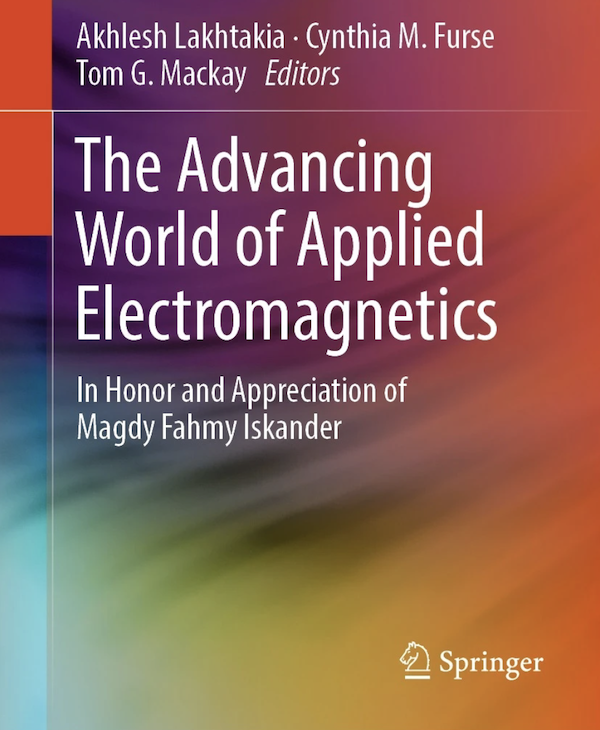 Akhlesh Lakhtakia · Cynthia M. Furse
Tom G. Mackay Editors
The Advancing
World of Applied
Electromagnetics
In Honor and Appreciation of
Magdy Fahmy Iskander
Springer